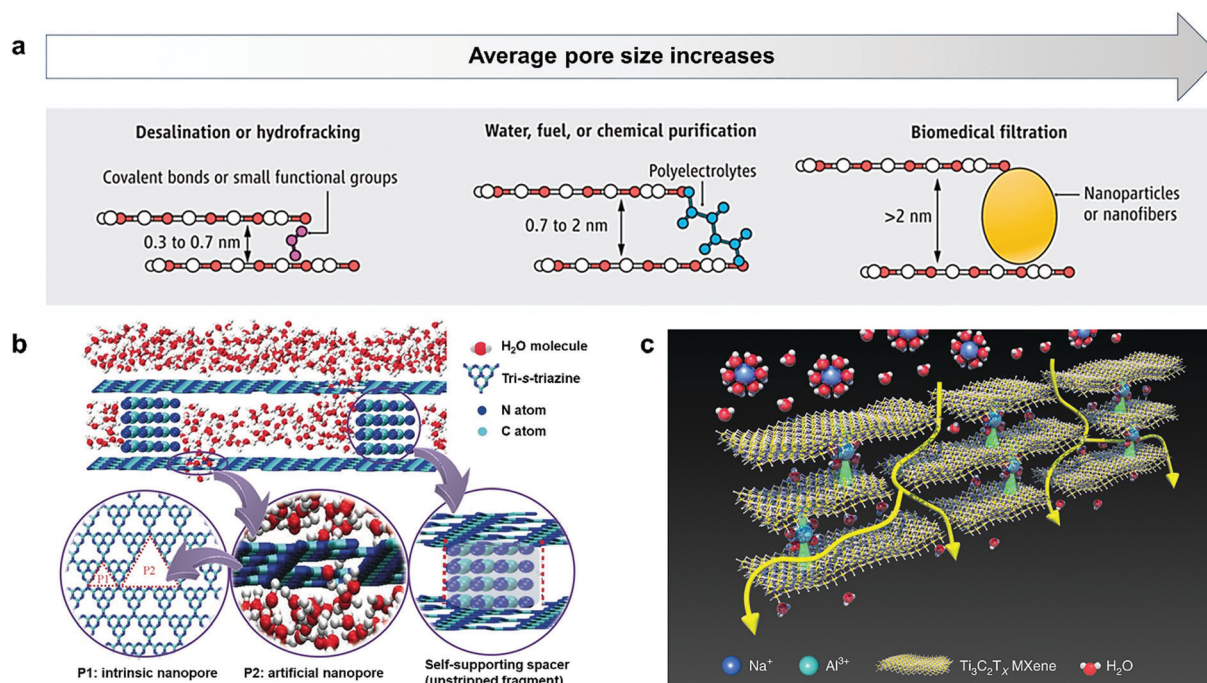 a
Average pore size increases
Desalination or hydrofracking
Covalent bonds or small functional groups
0.3 to 0.7 nm
Water, fuel, or chemical purification
Polyelectrolytes
0.7 to 2 nm
Biomedical filtration
>2 nm
Nanoparticles
or nanofibers
b
H₂O molecule
Tri-s-triazine
N atom
C atom
P1
P2
P1: intrinsic nanopore
P2: artificial nanopore
Self-supporting spacer
(unstripped fragment)
c
Na⁺
Al³⁺
Ti₃C₂Tₓ MXene
H₂O